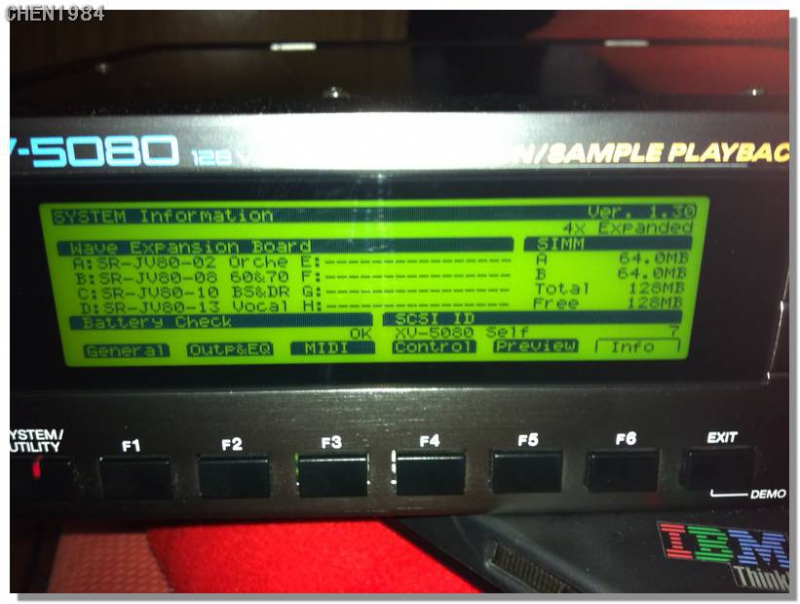 CHEN1984
-5080 128 V N/SAMPLE PLAYBAC
SYSTEM Information Ver. 1.30
4x Expanded
Wave Expansion Board SIMM
A:SR-JV80-02 Orche E:------------------ A 64.0MB
B:SR-JV80-08 60&70 F:------------------ B 64.0MB
C:SR-JV80-10 BS&DR G:------------------ Total 128MB
D:SR-JV80-13 Vocal H:------------------ Free 128MB
Battery Check SCSI ID
OK XV-5080 Self 7
General Outp&EQ MIDI Control Preview Info
YSTEM/
UTILITY F1 F2 F3 F4 F5 F6 EXIT
DEMO
IBM
Think